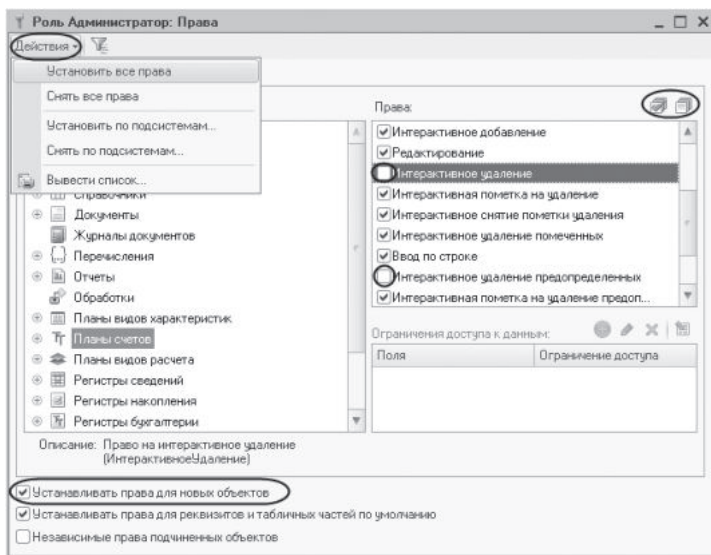 Роль Администратор: Права
Действия
Установить все права
Снять все права
Установить по подсистемам...
Снять по подсистемам...
Вывести список...
Справочники
Документы
Журналы документов
Перечисления
Отчеты
Обработки
Планы видов характеристик
Планы счетов
Планы видов расчета
Регистры сведений
Регистры накопления
Регистры бухгалтерии
Права:
Интерактивное добавление
Редактирование
Интерактивное удаление
Интерактивная пометка на удаление
Интерактивное снятие пометки удаления
Интерактивное удаление помеченных
Ввод по строке
Интерактивное удаление предопределенных
Интерактивная пометка на удаление предоп...
Ограничения доступа к данным:
Поля Ограничение доступа
Описание: Право на интерактивное удаление
(ИнтерактивноеУдаление)
Устанавливать права для новых объектов
Устанавливать права для реквизитов и табличных частей по умолчанию
Независимые права подчиненных объектов